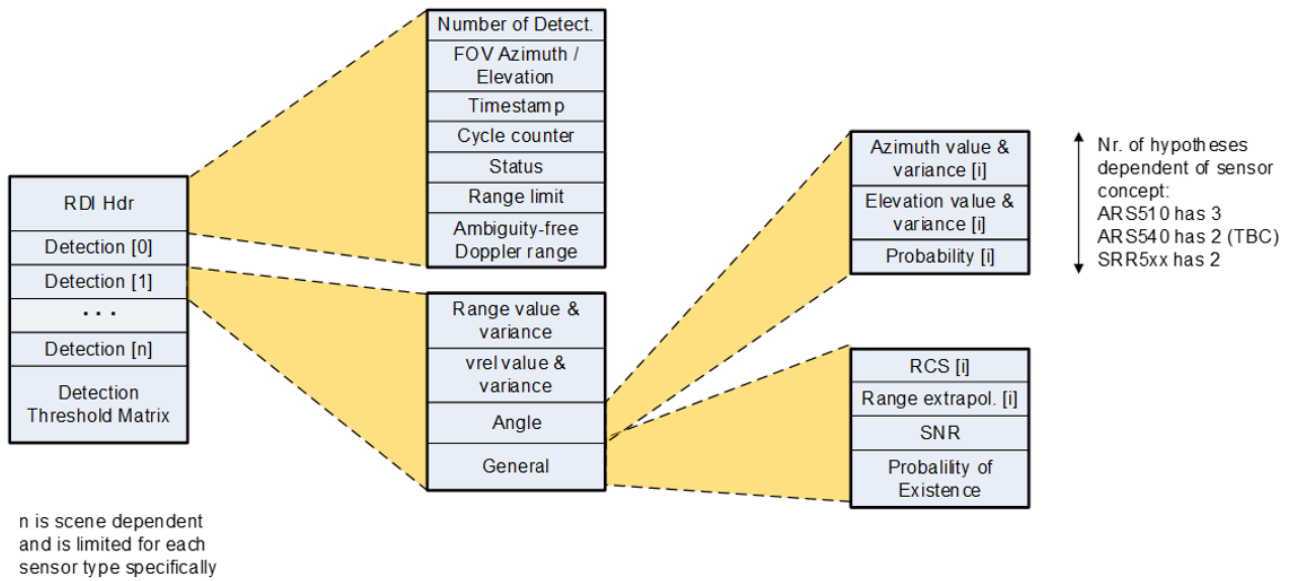 RDI Hdr
Detection [0]
Detection [1]
. . .
Detection [n]
Detection
Threshold Matrix
n is scene dependent
and is limited for each
sensor type specifically
Number of Detect.
FOV Azimuth /
Elevation
Timestamp
Cycle counter
Status
Range limit
Ambiguity-free
Doppler range
Range value &
variance
vrel value &
variance
Angle
General
Azimuth value &
variance [i]
Elevation value &
variance [i]
Probability [i]
RCS [i]
Range extrapol. [i]
SNR
Probalility of
Existence
Nr. of hypotheses
dependent of sensor
concept:
ARS510 has 3
ARS540 has 2 (TBC)
SRR5xx has 2